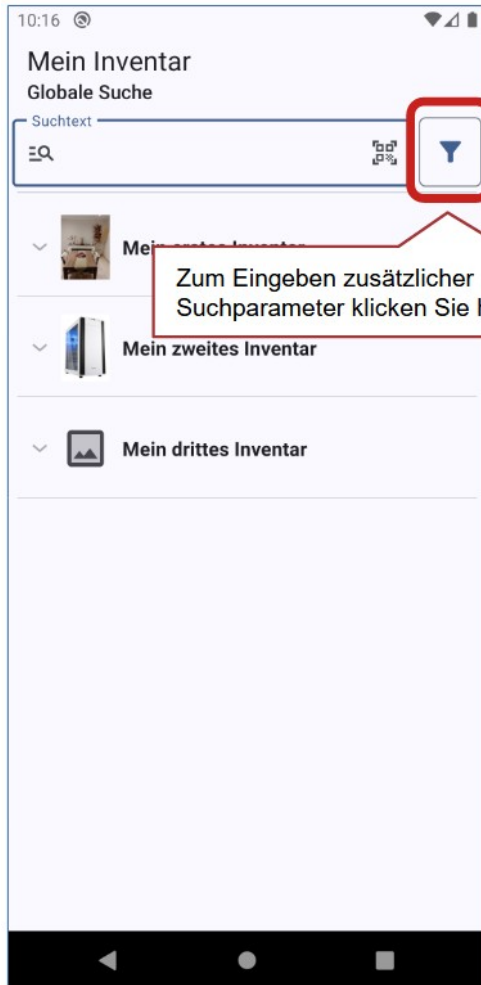 10:16
Mein Inventar
Globale Suche
Suchtext
Mein
Zum Eingeben zusätzlicher
Suchparameter klicken Sie
Mein zweites Inventar
Mein drittes Inventar